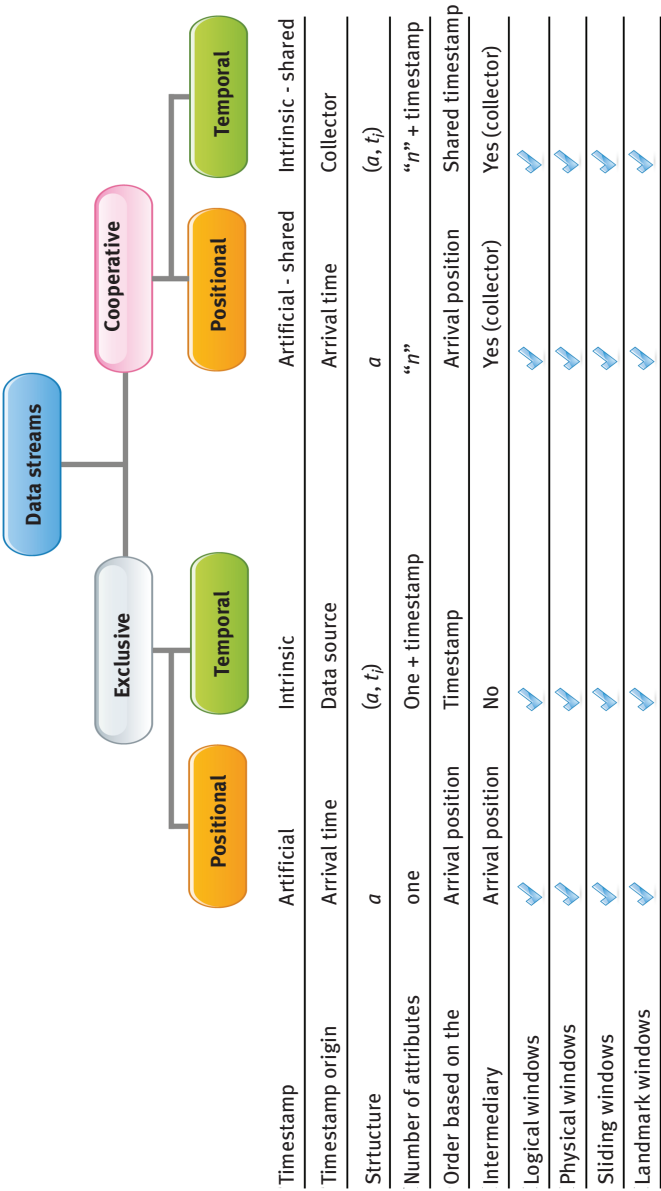 Data streams
Exclusive Cooperative
Positional Temporal Positional Temporal
Timestamp Artificial Intrinsic Artificial - shared Intrinsic - shared
Timestamp origin Arrival time Data source Arrival time Collector
Strtucture a (a, ti) a (a, ti)
Number of attributes one One + timestamp “n” “n” + timestamp
Order based on the Arrival position Timestamp Arrival position Shared timestamp
Intermediary Arrival position No Yes (collector) Yes (collector)
Logical windows
Physical windows
Sliding windows
Landmark windows